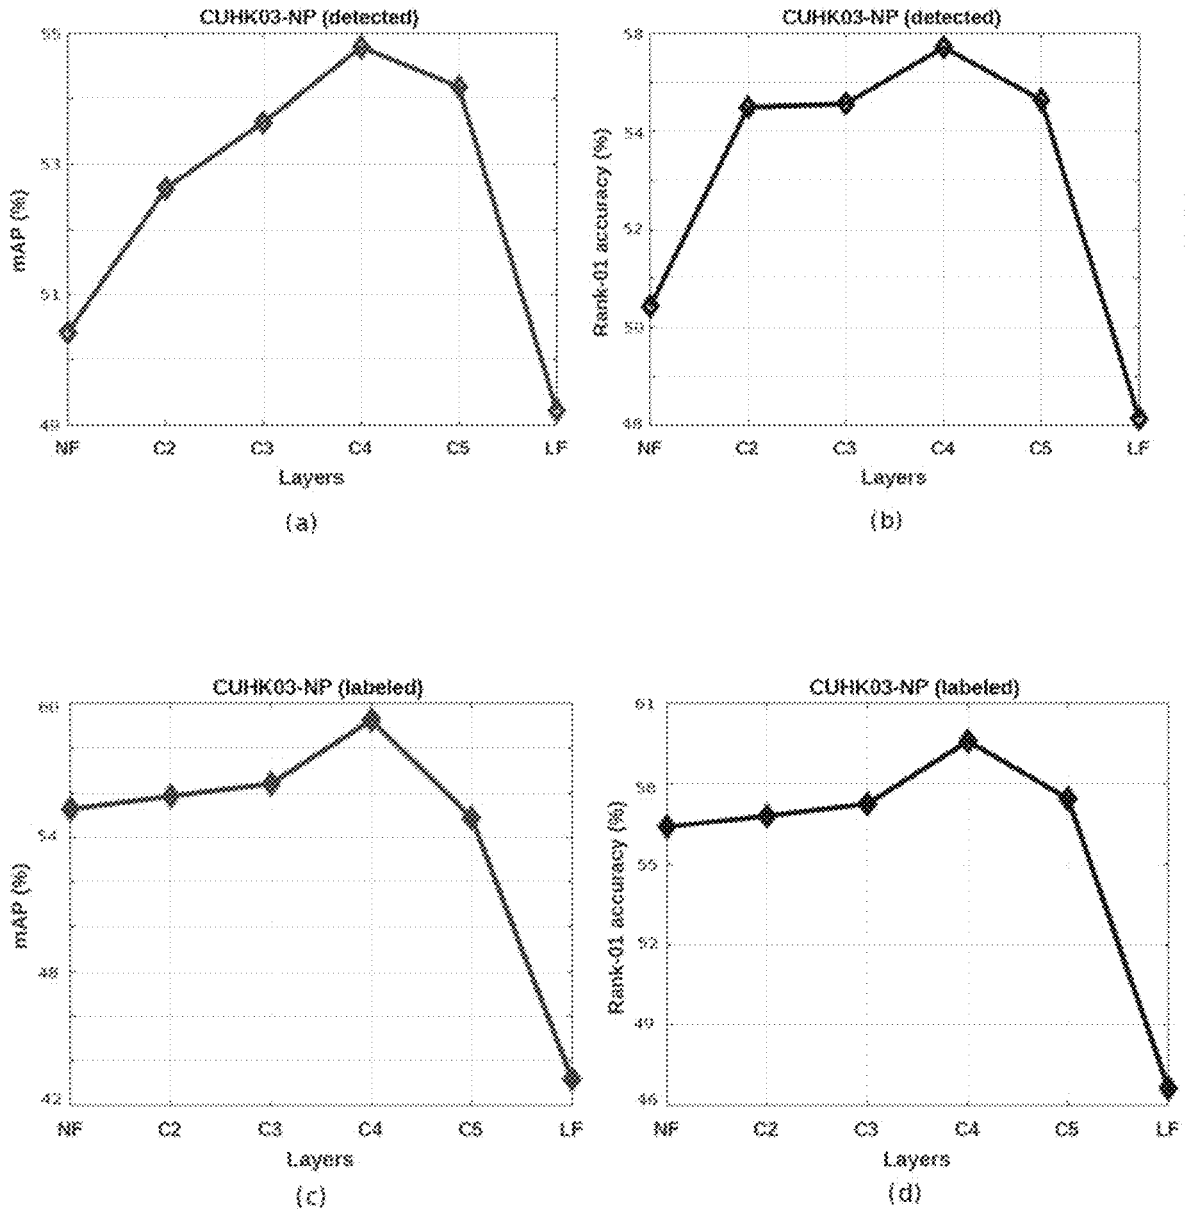 CUHK03-NP (detected)
55
53
51
49
mAP (%)
NF C2 C3 C4 C5 LF
Layers
(a)
CUHK03-NP (detected)
56
54
52
50
48
Rank-01 accuracy (%)
NF C2 C3 C4 C5 LF
Layers
(b)
CUHK03-NP (labeled)
60
54
48
42
mAP (%)
NF C2 C3 C4 C5 LF
Layers
(c)
CUHK03-NP (labeled)
61
58
55
52
49
46
Rank-01 accuracy (%)
NF C2 C3 C4 C5 LF
Layers
(d)